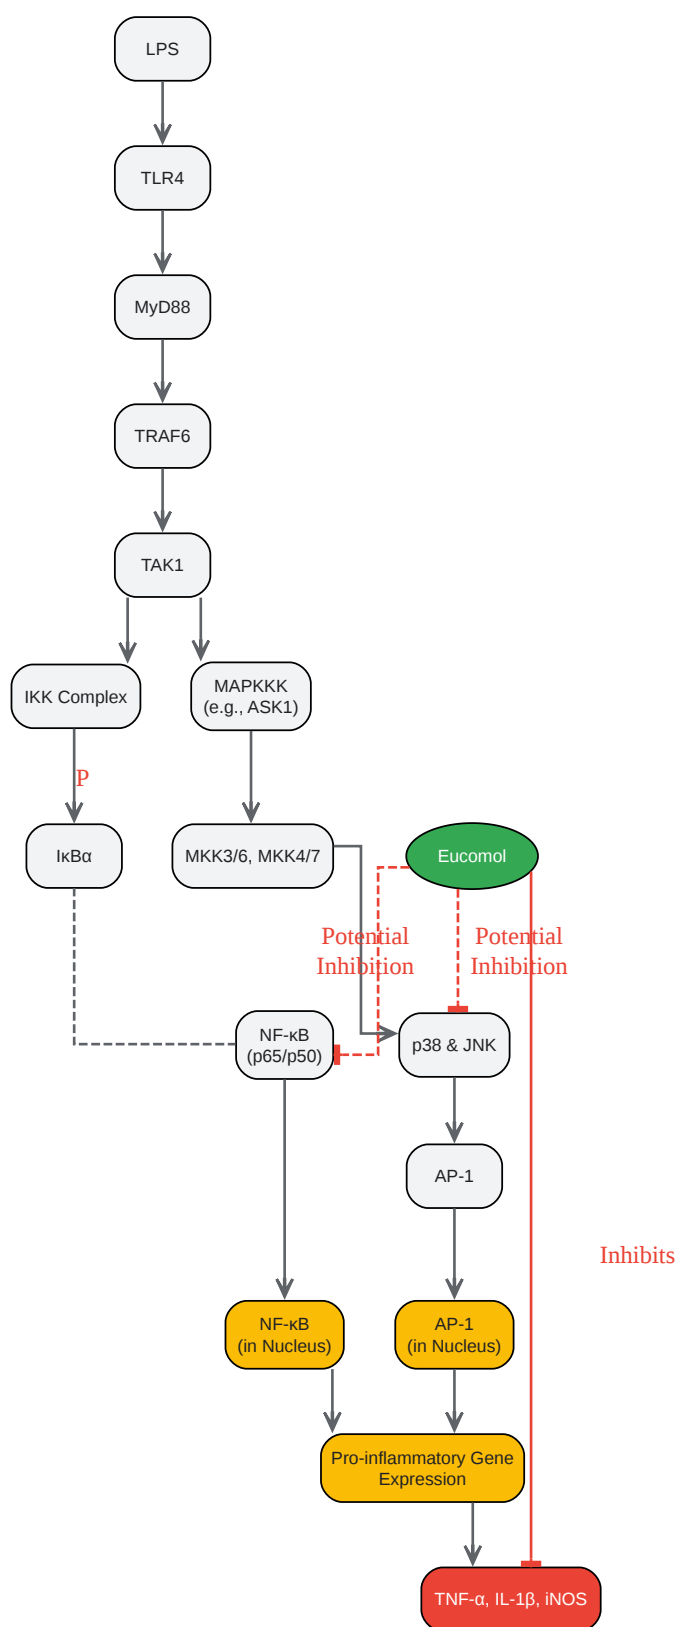 LPS
TLR4
MyD88
TRAF6
TAK1
IKK Complex
MAPKKK
(e.g., ASK1)
P
IκBα
MKK3/6, MKK4/7
Eucomol
Potential
Inhibition
Potential
Inhibition
NF-κB
(p65/p50)
p38 & JNK
AP-1
Inhibits
NF-κB
(in Nucleus)
AP-1
(in Nucleus)
Pro-inflammatory Gene
Expression
TNF-α, IL-1β, iNOS